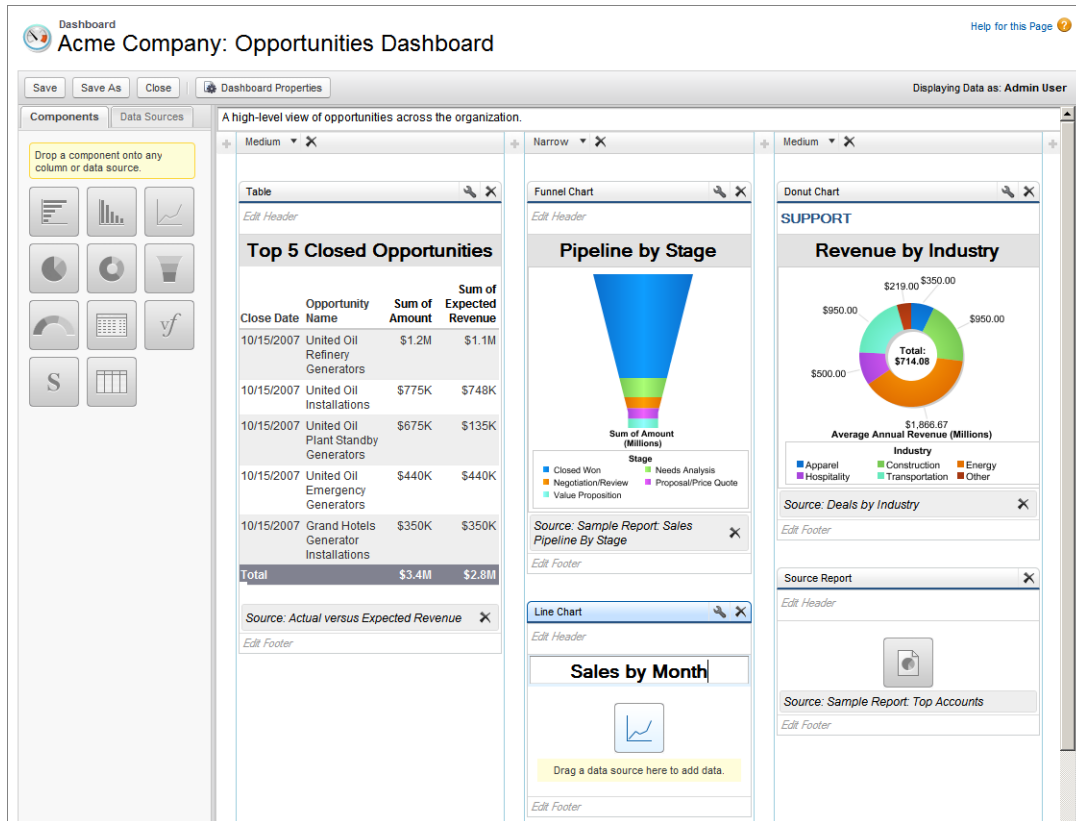 Dashboard
Acme Company: Opportunities Dashboard
Help for this Page
Save
Save As
Close
Dashboard Properties
Displaying Data as: Admin User
Components
Data Sources
Drop a component onto any
column or data source.
vf
S
A high-level view of opportunities across the organization.
Medium
Table
Edit Header
Top 5 Closed Opportunities
Close Date
Opportunity
Name
Sum of
Amount
Sum of
Expected
Revenue
10/15/2007 United Oil $1.2M $1.1M
Refinery
Generators
10/15/2007 United Oil $775K $748K
Installations
10/15/2007 United Oil $675K $135K
Plant Standby
Generators
10/15/2007 United Oil $440K $440K
Emergency
Generators
10/15/2007 Grand Hotels $350K $350K
Generator
Installations
Total $3.4M $2.8M
Source: Actual versus Expected Revenue
Edit Footer
Narrow
Funnel Chart
Edit Header
Pipeline by Stage
Sum of Amount
(Millions)
Stage
Closed Won
Needs Analysis
Negotiation/Review
Proposal/Price Quote
Value Proposition
Source: Sample Report: Sales
Pipeline By Stage
Edit Footer
Line Chart
Edit Header
Sales by Month
Drag a data source here to add data.
Edit Footer
Medium
Donut Chart
SUPPORT
Revenue by Industry
$219.00
$350.00
$950.00
$950.00
Total:
$714.08
$500.00
$1,866.67
Average Annual Revenue (Millions)
Industry
Apparel
Construction
Energy
Hospitality
Transportation
Other
Source: Deals by Industry
Edit Footer
Source Report
Edit Header
Source: Sample Report: Top Accounts
Edit Footer